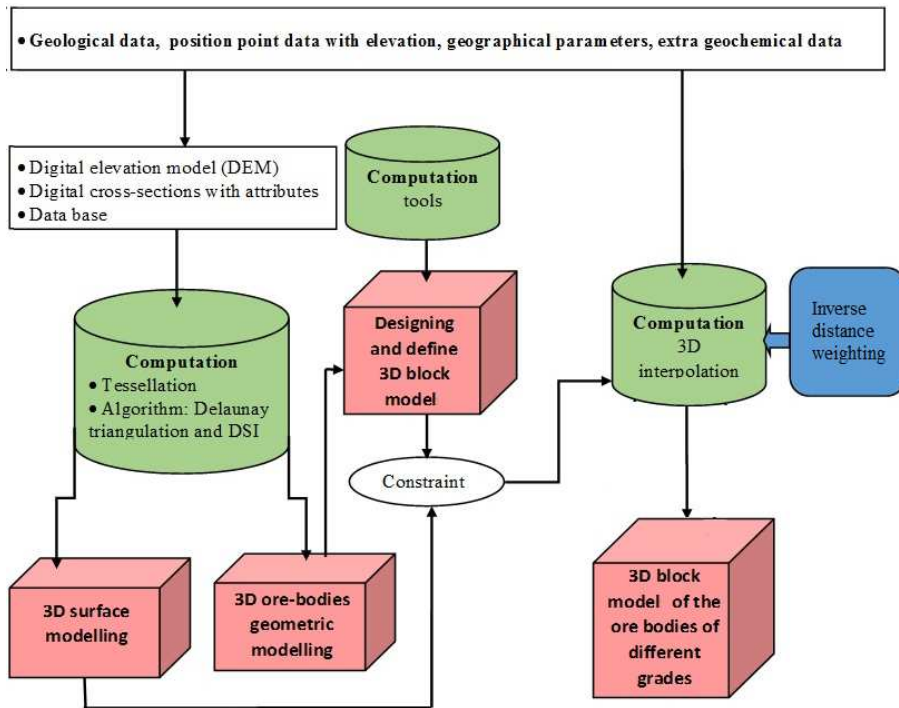 • Geological data, position point data with elevation, geographical parameters, extra geochemical data
• Digital elevation model (DEM)
• Digital cross-sections with attributes
• Data base
Computation
tools
Computation
• Tessellation
• Algorithm: Delaunay
triangulation and DSI
Designing
and define
3D block
model
Computation
3D
interpolation
Inverse
distance
weighting
Constraint
3D surface
modelling
3D ore-bodies
geometric
modelling
3D block
model of the
ore bodies of
different
grades